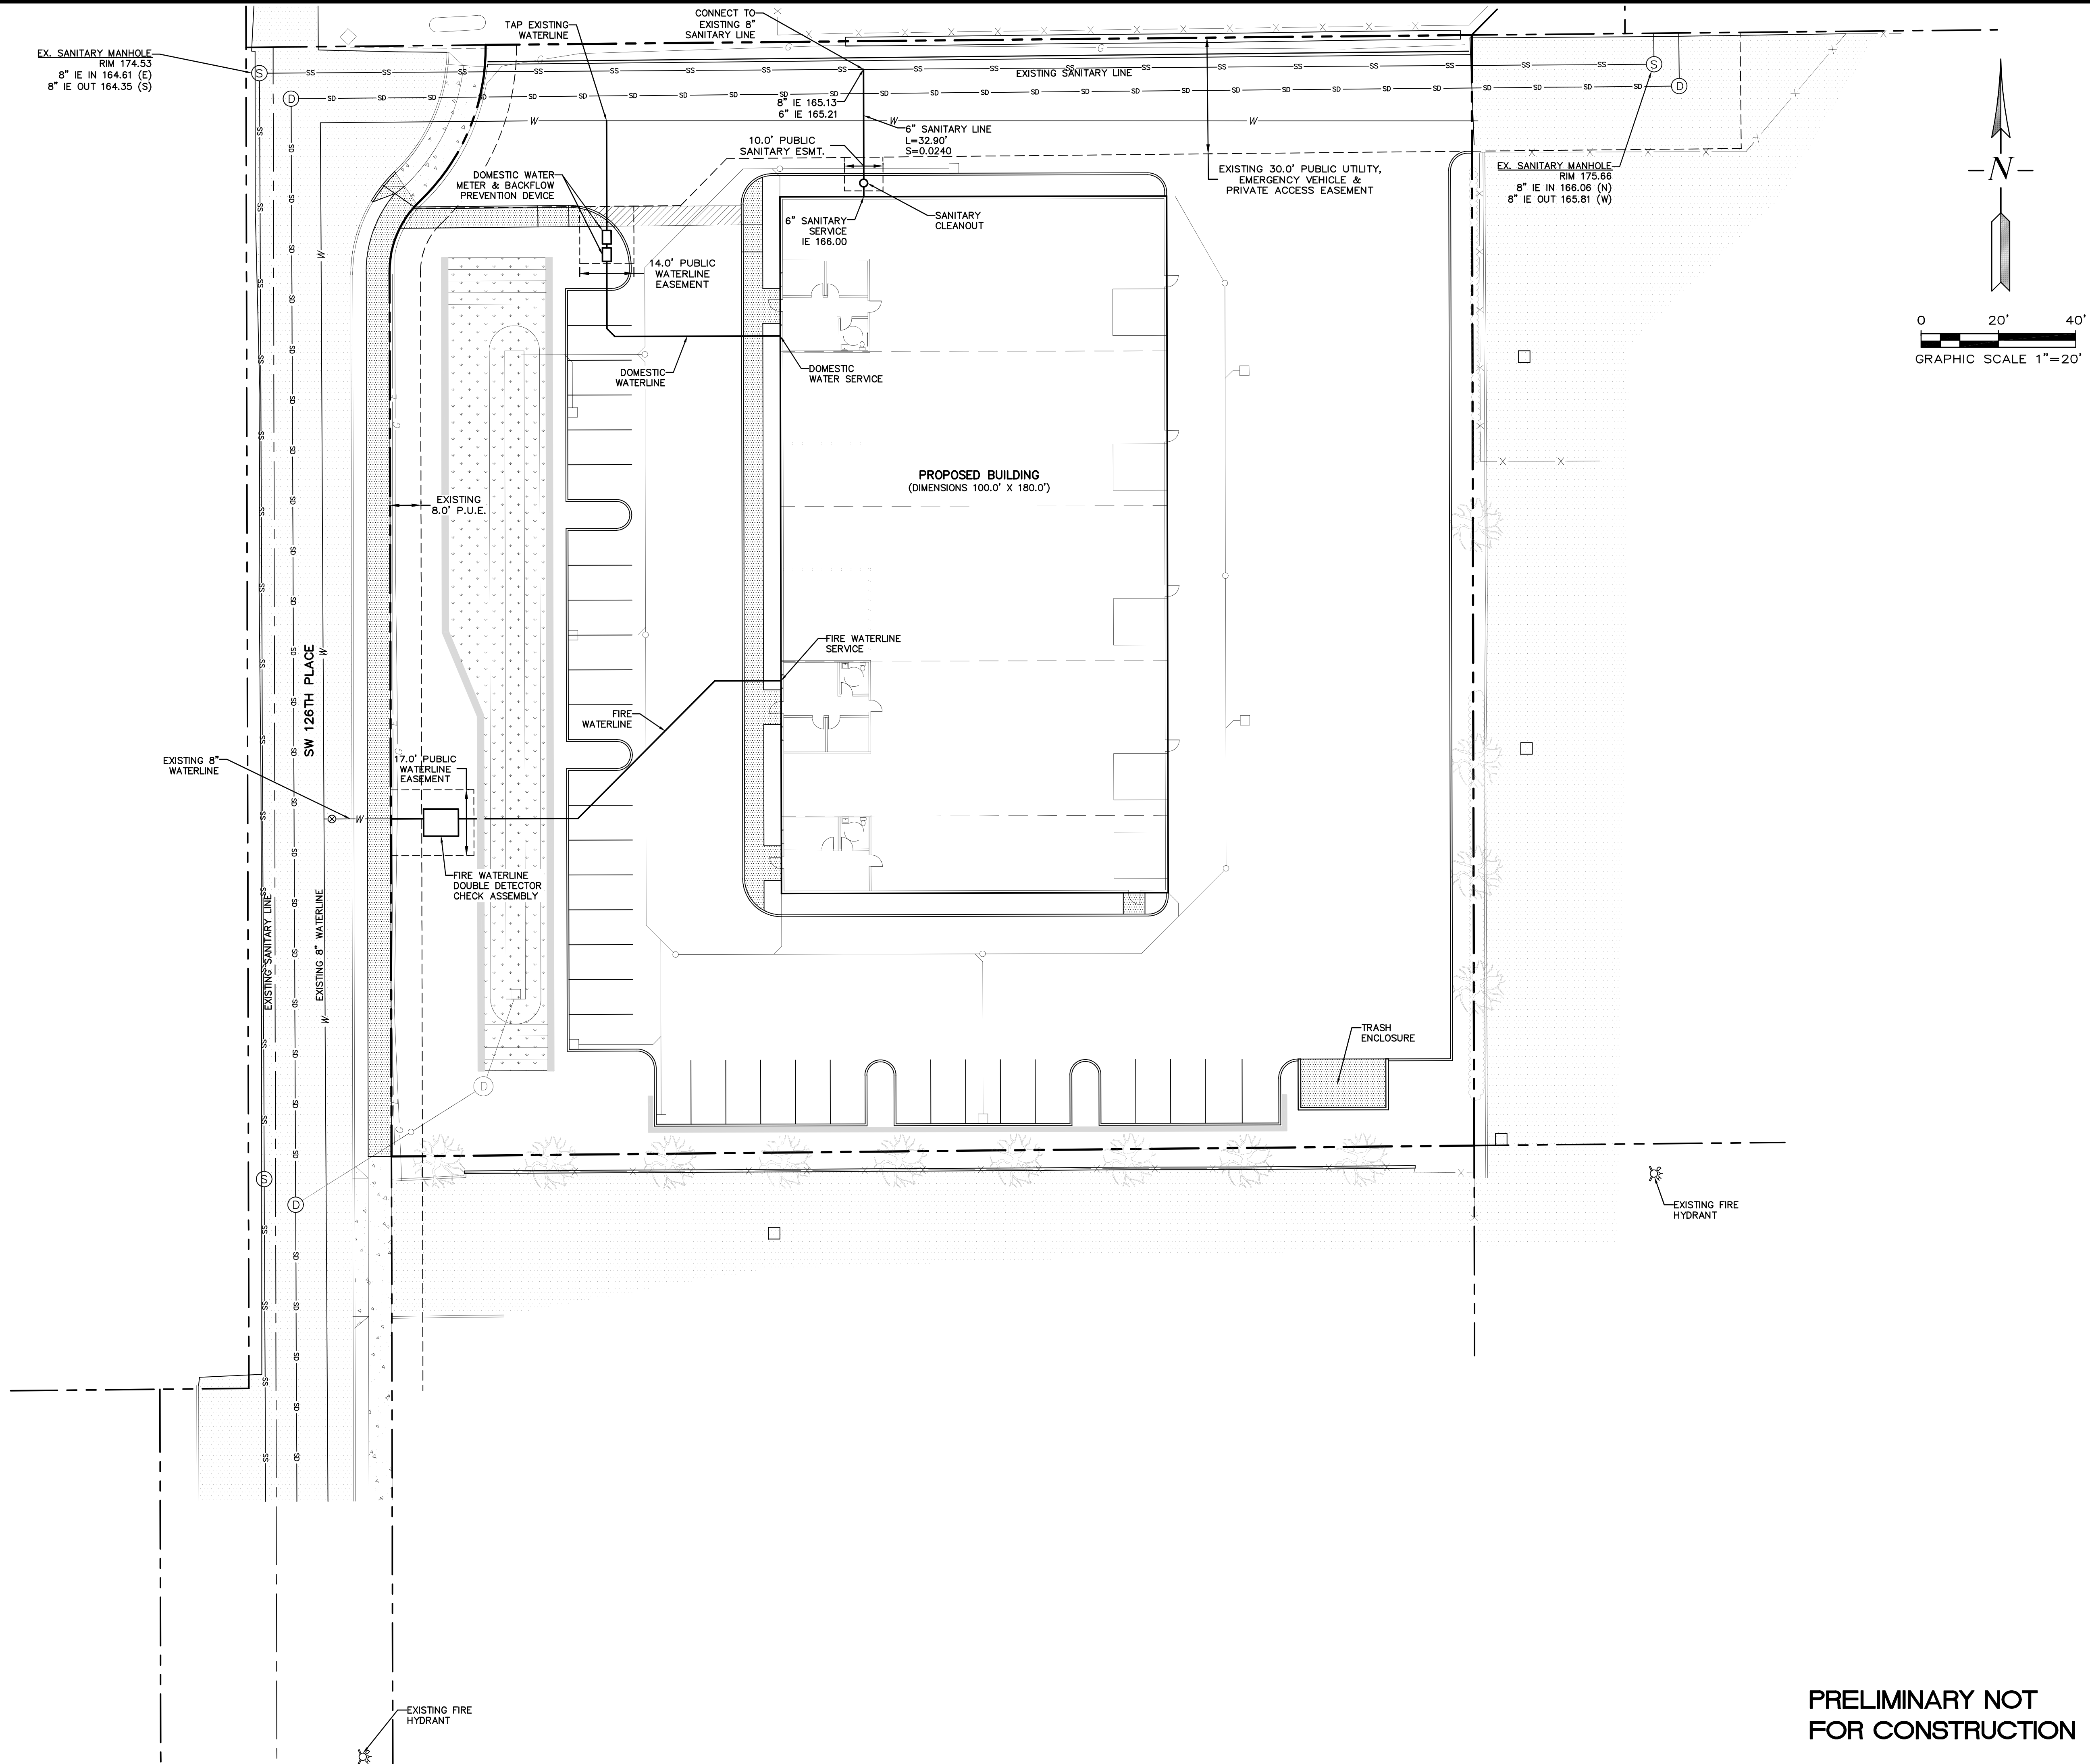 EX. SANITARY MANHOLE
RIM 174.53
8" IE IN 164.61 (E)
8" IE OUT 164.35 (S)
TAP EXISTING
WATERLINE
CONNECT TO
EXISTING 8"
SANITARY LINE
EXISTING SANITARY LINE
8" IE 165.13
6" IE 165.21
6" SANITARY LINE
L=32.90'
S=0.0240
10.0' PUBLIC
SANITARY ESMT.
DOMESTIC WATER
METER & BACKFLOW
PREVENTION DEVICE
EXISTING 30.0' PUBLIC UTILITY,
EMERGENCY VEHICLE &
PRIVATE ACCESS EASEMENT
EX. SANITARY MANHOLE
RIM 175.66
8" IE IN 166.06 (N)
8" IE OUT 165.81 (W)
N
0 20' 40'
GRAPHIC SCALE 1"=20'
6" SANITARY
SERVICE
IE 166.00
SANITARY
CLEANOUT
14.0' PUBLIC
WATERLINE
EASEMENT
DOMESTIC
WATERLINE
DOMESTIC
WATER SERVICE
PROPOSED BUILDING
(DIMENSIONS 100.0' X 180.0')
EXISTING
8.0' P.U.E.
SW 126TH PLACE
FIRE WATERLINE
SERVICE
FIRE
WATERLINE
EXISTING 8"
WATERLINE
17.0' PUBLIC
WATERLINE
EASEMENT
FIRE WATERLINE
DOUBLE DETECTOR
CHECK ASSEMBLY
EXISTING SANITARY LINE
EXISTING 8" WATERLINE
TRASH
ENCLOSURE
EXISTING FIRE
HYDRANT
EXISTING FIRE
HYDRANT
PRELIMINARY NOT
FOR CONSTRUCTION